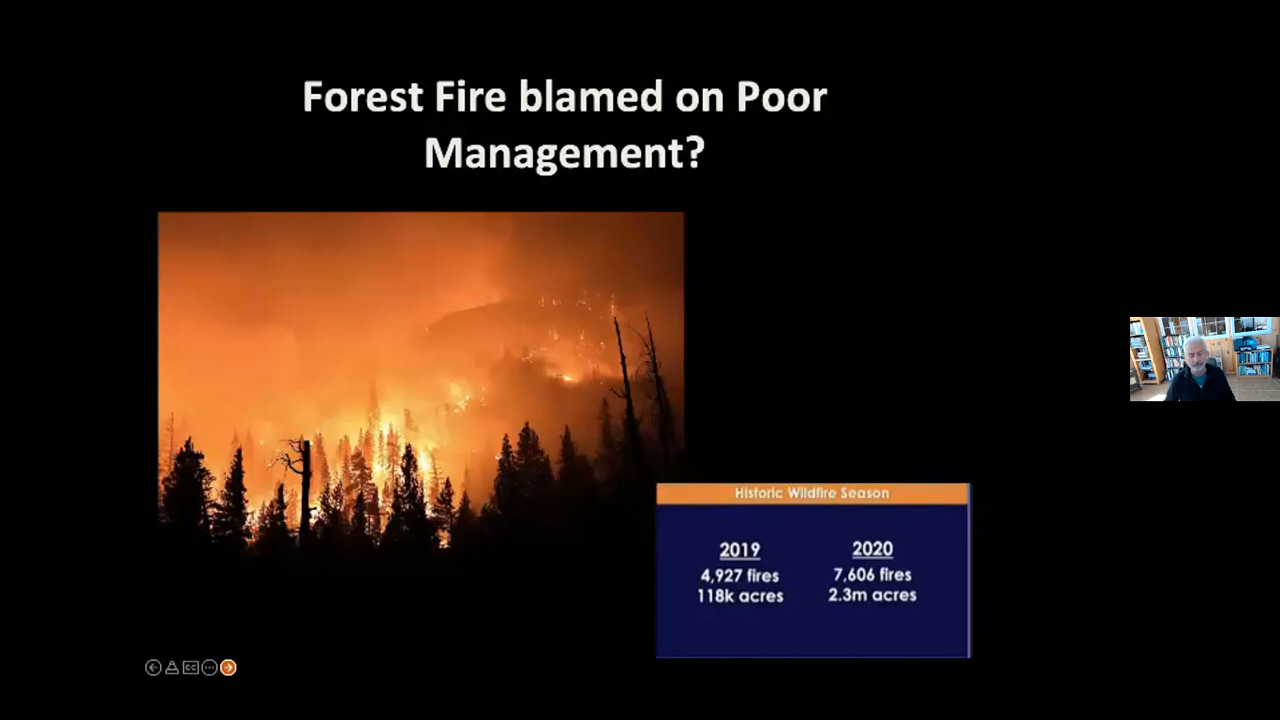 Forest Fire blamed on Poor
Management?
Historic Wildfire Season
2019
4,927 fires
118k acres
2020
7,606 fires
2.3m acres
CC